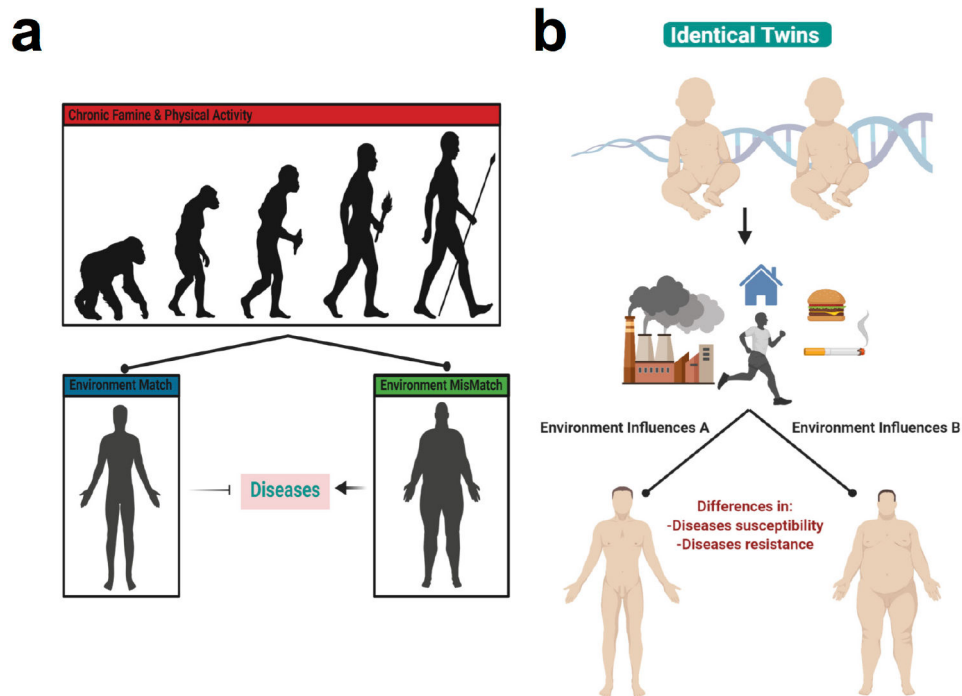 a
Chronic Famine & Physical Activity
Environment Match
Environment MisMatch
Diseases
b
Identical Twins
Environment Influences A
Environment Influences B
Differences in:
-Diseases susceptibility
-Diseases resistance